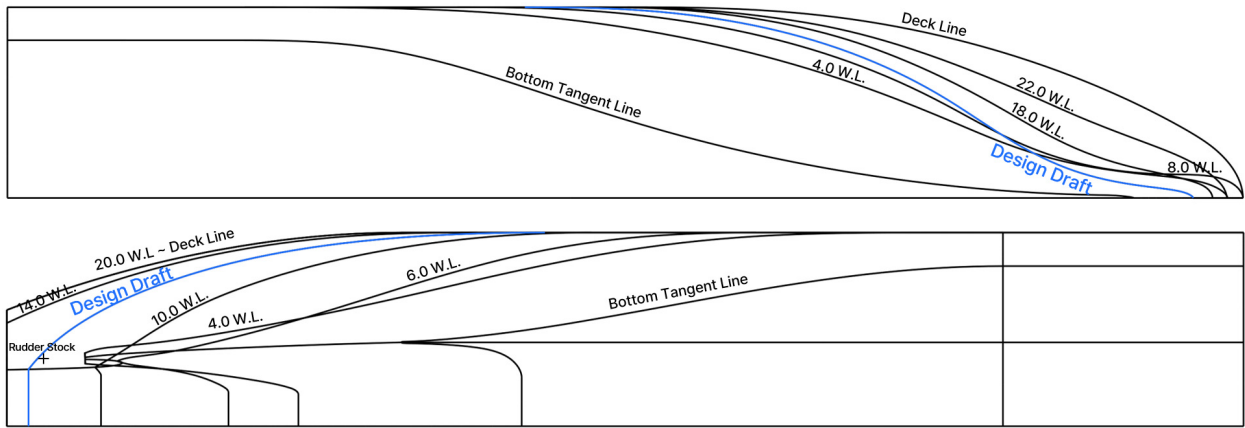 Deck Line
22.0 W.L.
4.0 W.L.
Bottom Tangent Line
18.0 W.L.
Design Draft
8.0 W.L.
20.0 W.L ~ Deck Line
14.0 W.L.
Design Draft
6.0 W.L.
10.0 W.L.
Bottom Tangent Line
4.0 W.L.
Rudder Stock